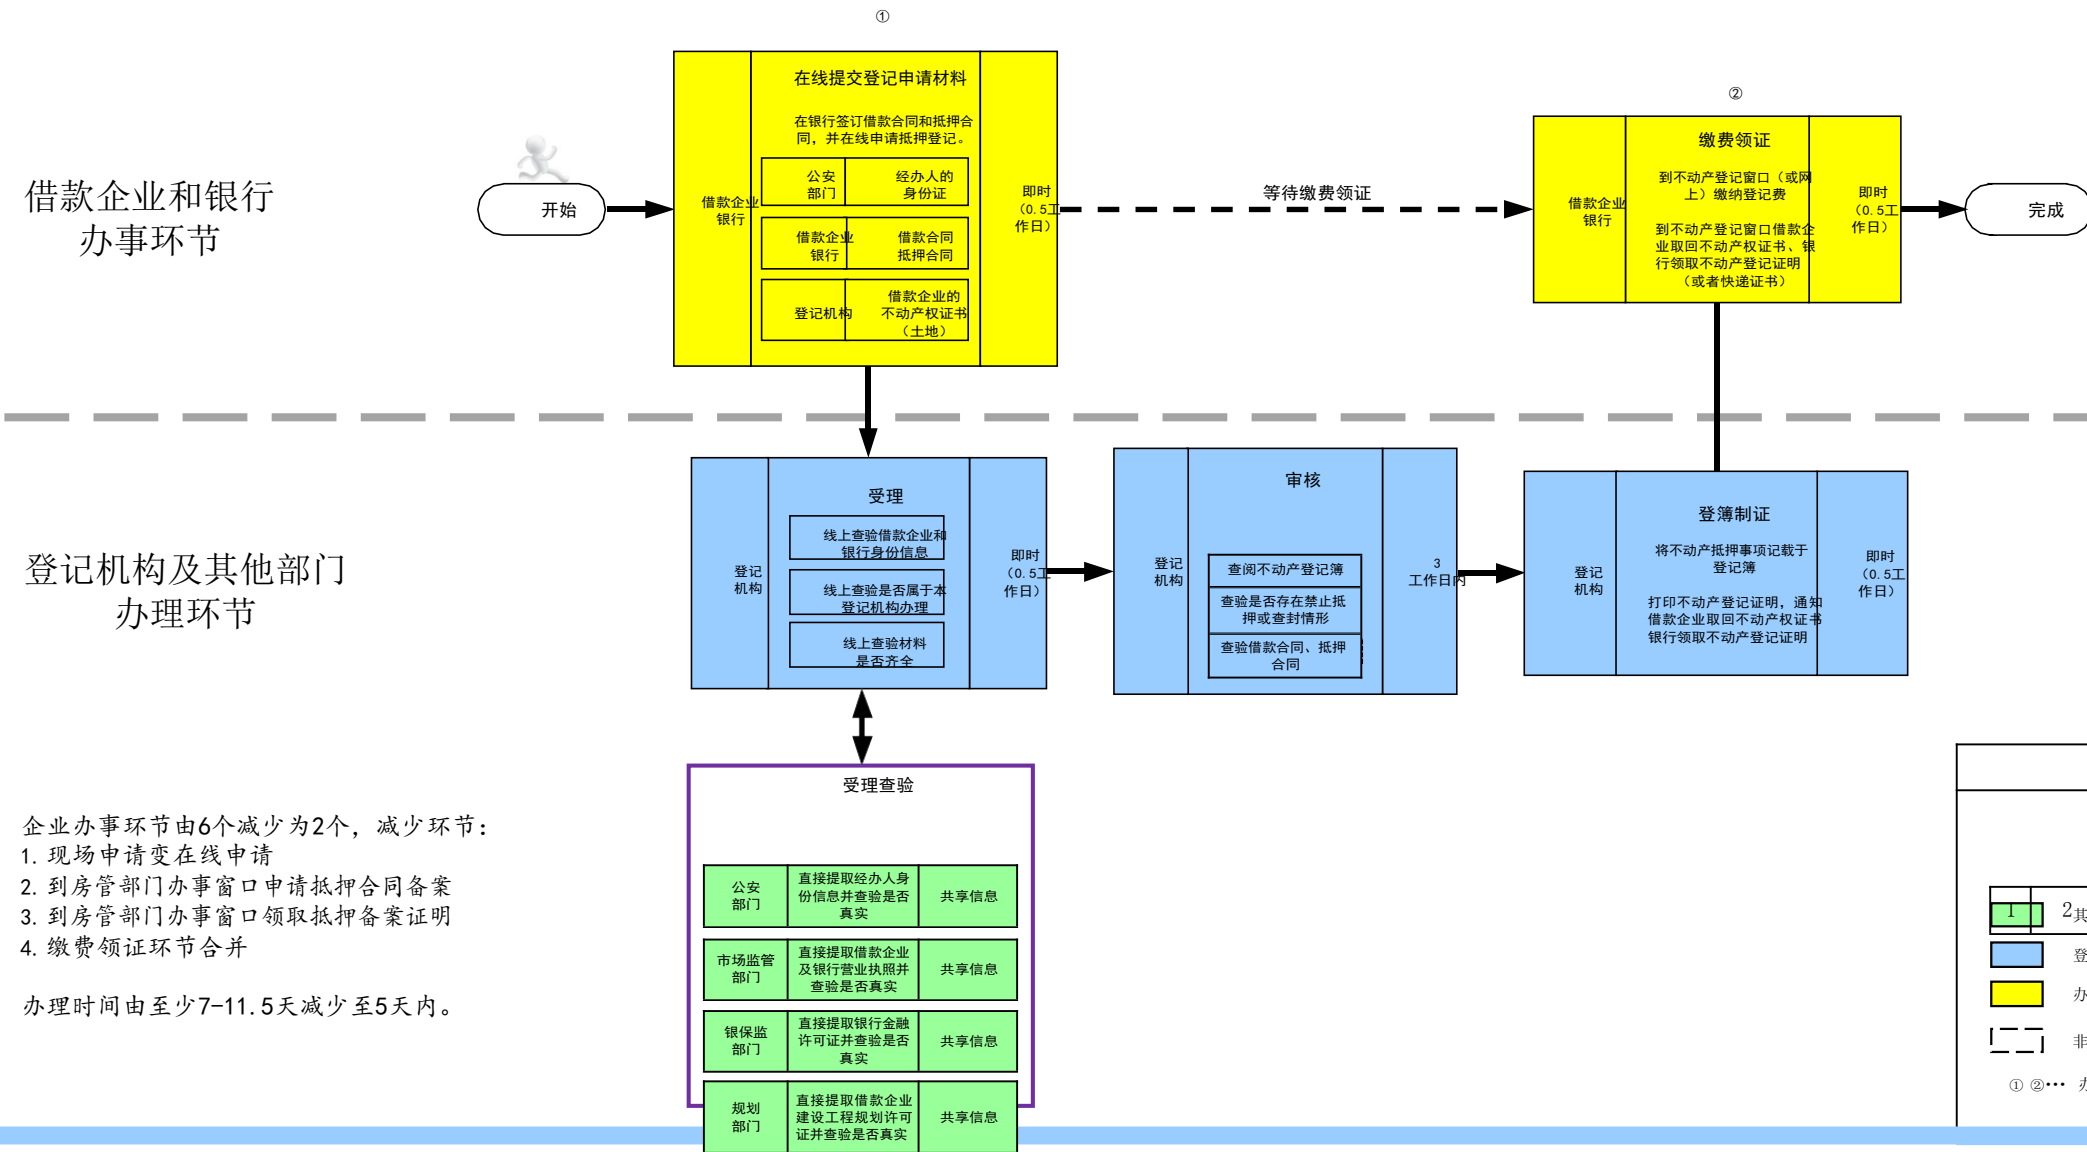 ①
在线提交登记申请材料
在银行签订借款合同和抵押合
同，并在线申请抵押登记。
公安
部门
经办人的
身份证
借款企业
银行
借款合同
抵押合同
登记机构
借款企业的
不动产权证书
（土地）
借款企业
银行
即时
（0.5工
作日）
开始
等待缴费领证
②
缴费领证
到不动产登记窗口（或网
上）缴纳登记费
到不动产登记窗口借款企
业取回不动产权证书、银
行领取不动产登记证明
（或者快递证书）
借款企业
银行
即时
（0.5工
作日）
完成
借款企业和银行
办事环节
登记机构及其他部门
办理环节
登记
机构
受理
线上查验借款企业和
银行身份信息
线上查验是否属于本
登记机构办理
线上查验材料
是否齐全
即时
（0.5工
作日）
登记
机构
审核
查阅不动产登记簿
查验是否存在禁止抵
押或查封情形
查验借款合同、抵押
合同
3
工作日内
登记
机构
登簿制证
将不动产抵押事项记载于
登记簿
打印不动产登记证明，通知
借款企业取回不动产权证书
银行领取不动产登记证明
即时
（0.5工
作日）
受理查验
公安
部门
直接提取经办人身
份信息并查验是否
真实
共享信息
市场监管
部门
直接提取借款企业
及银行营业执照并
查验是否真实
共享信息
银保监
部门
直接提取银行金融
许可证并查验是否
真实
共享信息
规划
部门
直接提取借款企业
建设工程规划许可
证并查验是否真实
共享信息
企业办事环节由6个减少为2个，减少环节：
1.现场申请变在线申请
2.到房管部门办事窗口申请抵押合同备案
3.到房管部门办事窗口领取抵押备案证明
4.缴费领证环节合并
办理时间由至少7-11.5天减少至5天内。
1 2其
登
办
非
① ②…